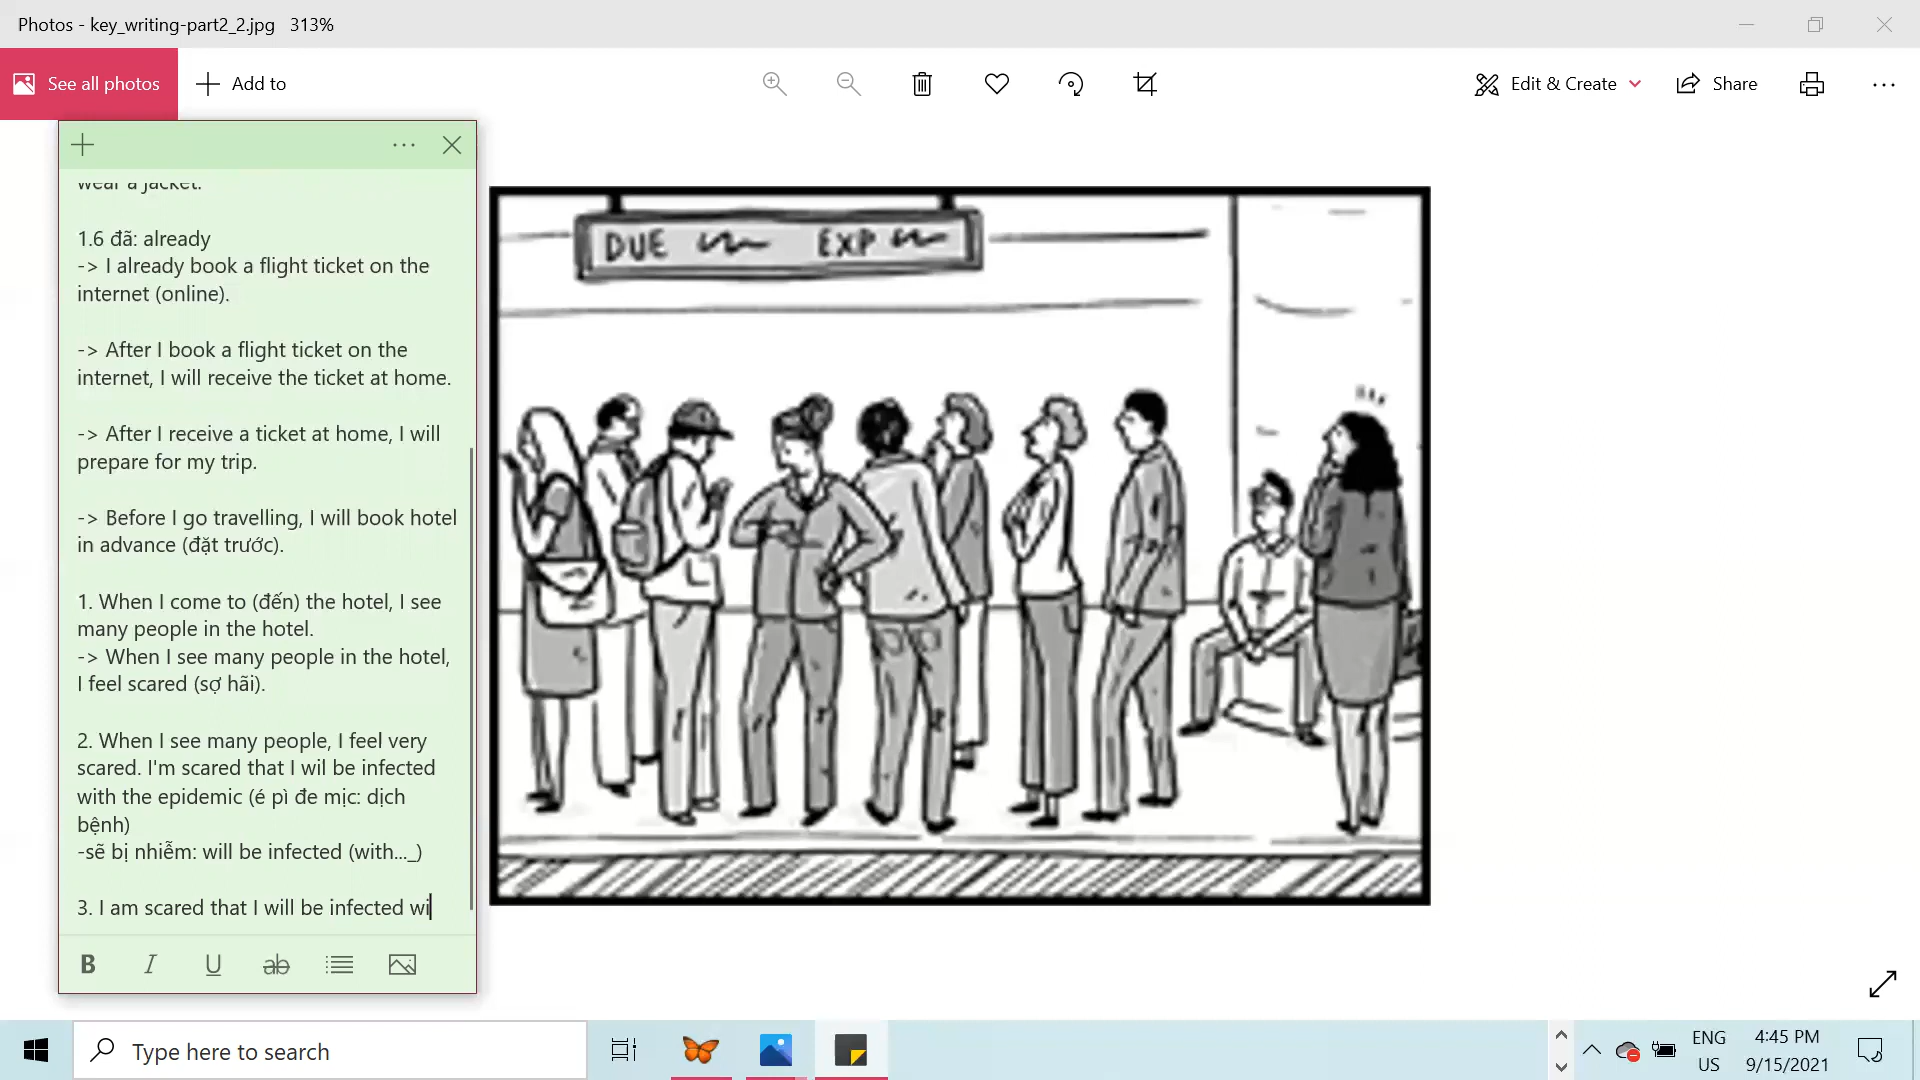 Photos - key_writing-part2_2.jpg 313%
See all photos
Add to
Edit & Create
Share
wear a jacket.
1.6 đã: already
-> I already book a flight ticket on the
internet (online).
-> After I book a flight ticket on the
internet, I will receive the ticket at home.
-> After I receive a ticket at home, I will
prepare for my trip.
-> Before I go travelling, I will book hotel
in advance (đặt trước).
1. When I come to (đến) the hotel, I see
many people in the hotel.
-> When I see many people in the hotel,
I feel scared (sợ hãi).
2. When I see many people, I feel very
scared. I'm scared that I wil be infected
with the epidemic (é pì đe mịc: dịch
bệnh)
-sẽ bị nhiễm: will be infected (with..._)
3. I am scared that I will be infected wi
B I U ab
DUE EXP
Type here to search
ENG
US
4:45 PM
9/15/2021